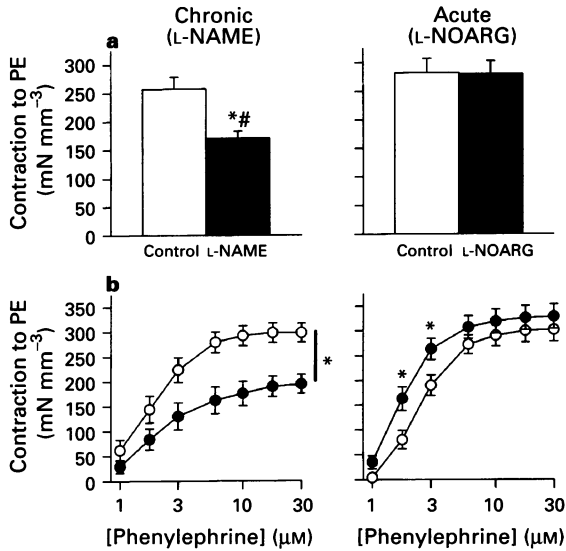 Chronic
(L-NAME)
Acute
(L-NOARG)
a
Contraction to PE
(mN mm⁻³)
300
250
200
150
100
50
0
*#
Control L-NAME
Control L-NOARG
b
Contraction to PE
(mN mm⁻³)
350
300
250
200
150
100
50
0
*
*
*
1 3 10 30
1 3 10 30
[Phenylephrine] (μM)
[Phenylephrine] (μM)